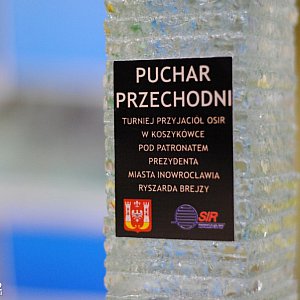 PUCHAR
PRZECHODNI
TURNIEJ PRZYJACIÓŁ OSIR
W KOSZYKÓWCE
POD PATRONATEM
PREZYDENTA
MIASTA INOWROCŁAWIA
RYSZARDA BREJZY
SIR